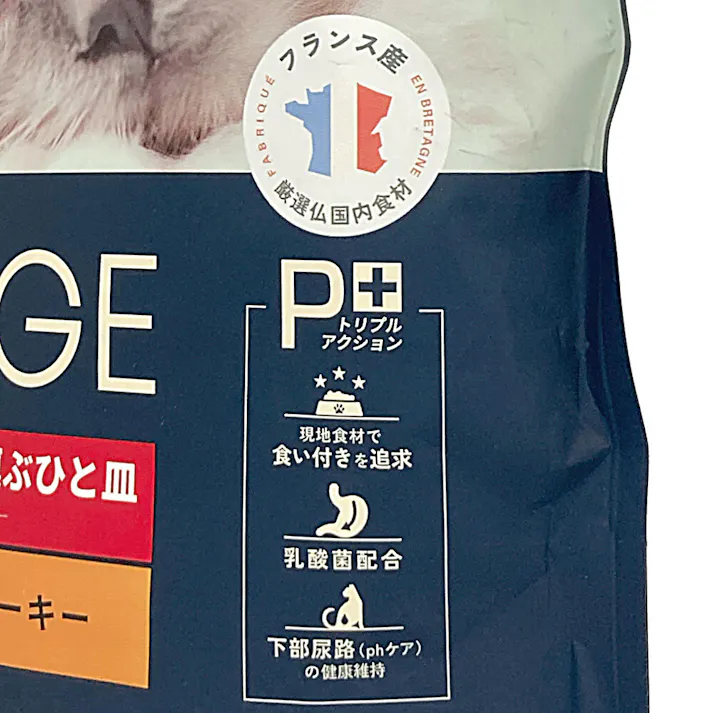 フランス産
FABRIQUÉ
EN BRETAGNE
厳選仏国内食材
GE
P+
トリプル
アクション
現地食材で
食い付きを追求
ぶひと皿
ーキー
乳酸菌配合
下部尿路(phケア)
の健康維持